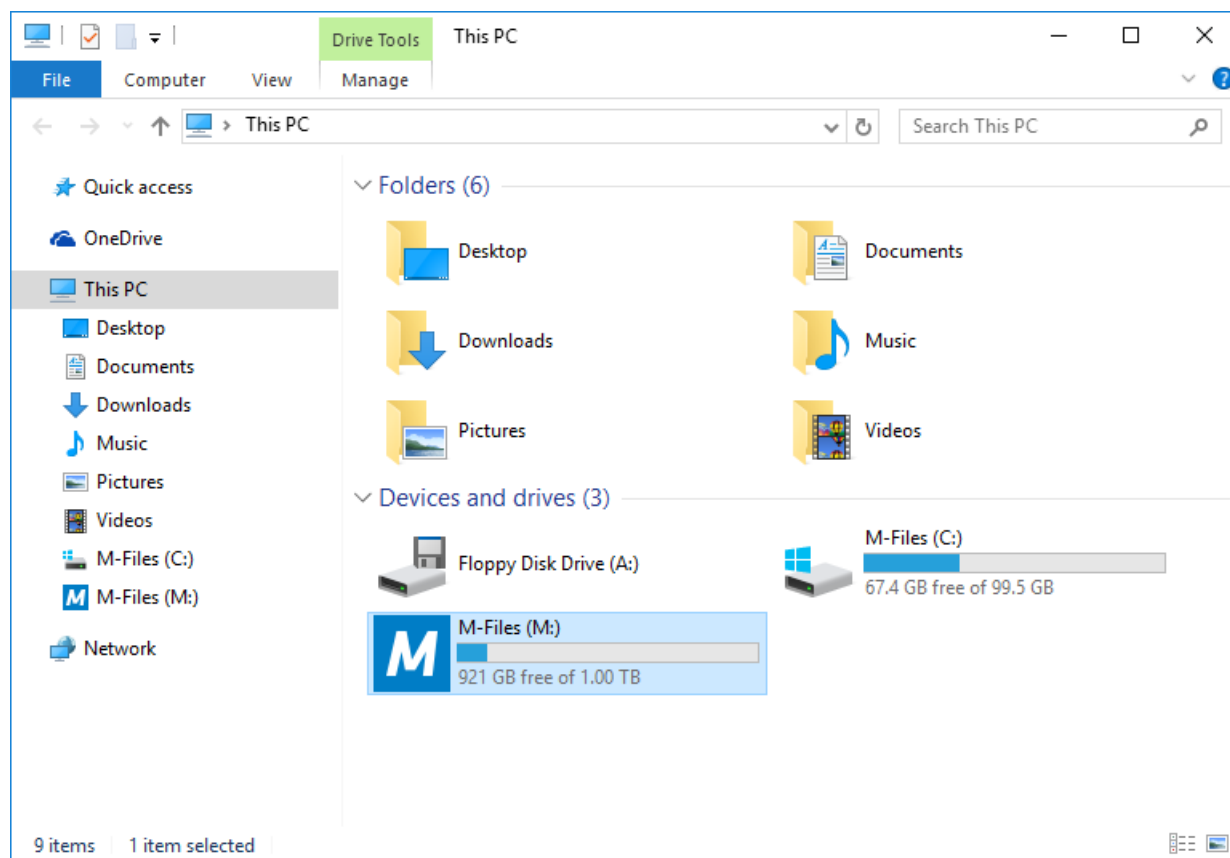 Drive Tools
This PC
File
Computer
View
Manage
?
This PC
Search This PC
Quick access
OneDrive
This PC
Desktop
Documents
Downloads
Music
Pictures
Videos
M-Files (C:)
M-Files (M:)
Network
Folders (6)
Desktop
Documents
Downloads
Music
Pictures
Videos
Devices and drives (3)
Floppy Disk Drive (A:)
M-Files (C:)
67.4 GB free of 99.5 GB
M
M-Files (M:)
921 GB free of 1.00 TB
9 items
1 item selected